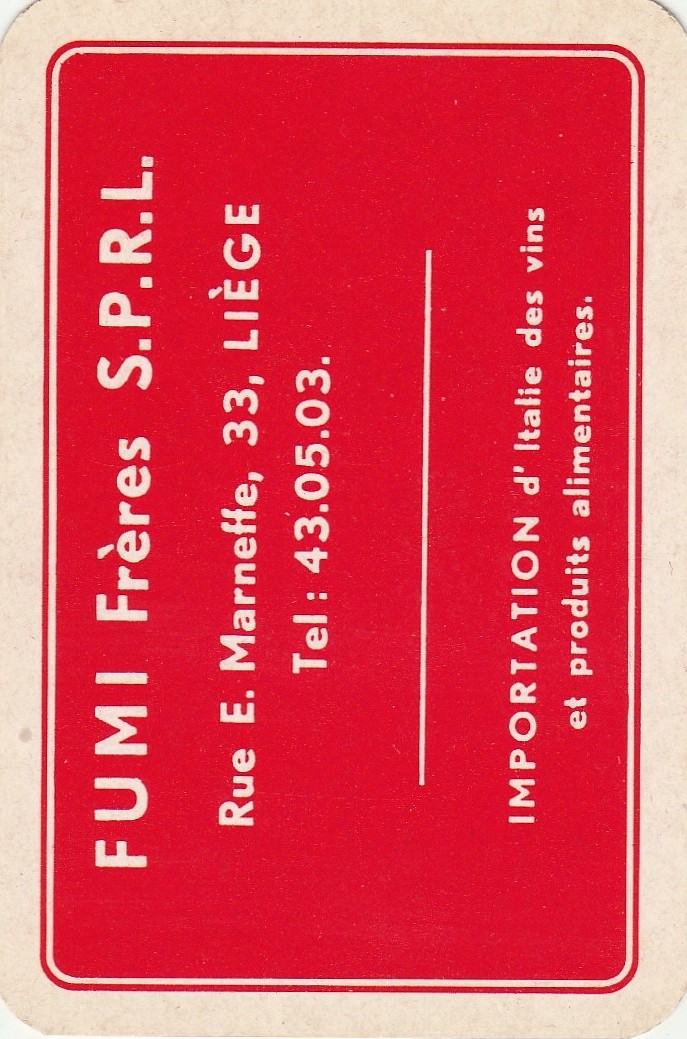 FUMI Frères S.P.R.L.
Rue E. Marneffe, 33, LIÈGE
Tel : 43.05.03.
IMPORTATION d' Italie des vins
et produits alimentaires.